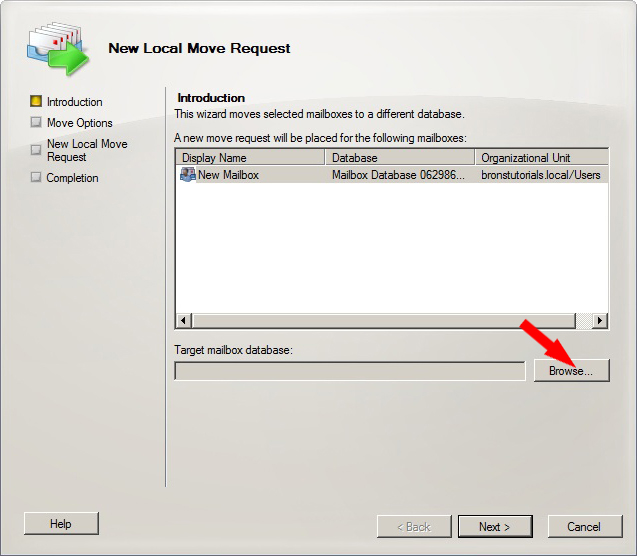 New Local Move Request
Introduction
Move Options
New Local Move
Request
Completion
Introduction
This wizard moves selected mailboxes to a different database.
A new move request will be placed for the following mailboxes:
Display Name Database Organizational Unit
New Mailbox Mailbox Database 062986... bronstutorials.local/Users
Target mailbox database:
Browse...
Help
< Back
Next >
Cancel